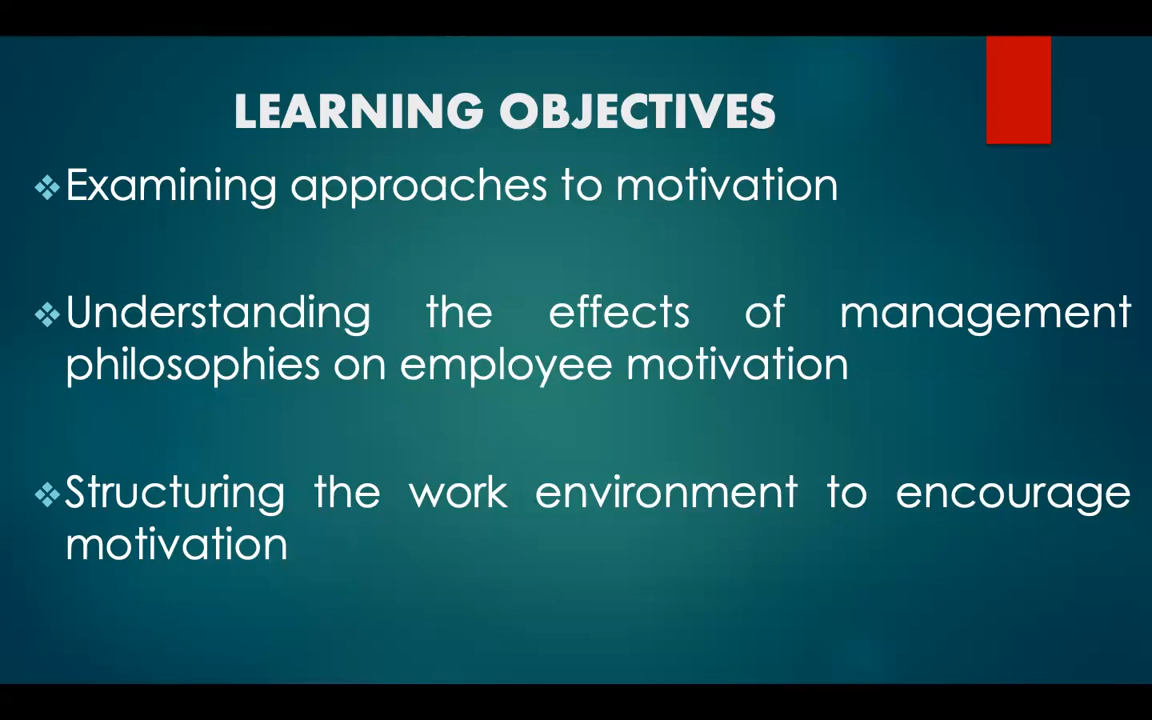 LEARNING OBJECTIVES
❖Examining approaches to motivation
❖Understanding the effects of management
philosophies on employee motivation
❖Structuring the work environment to encourage
motivation